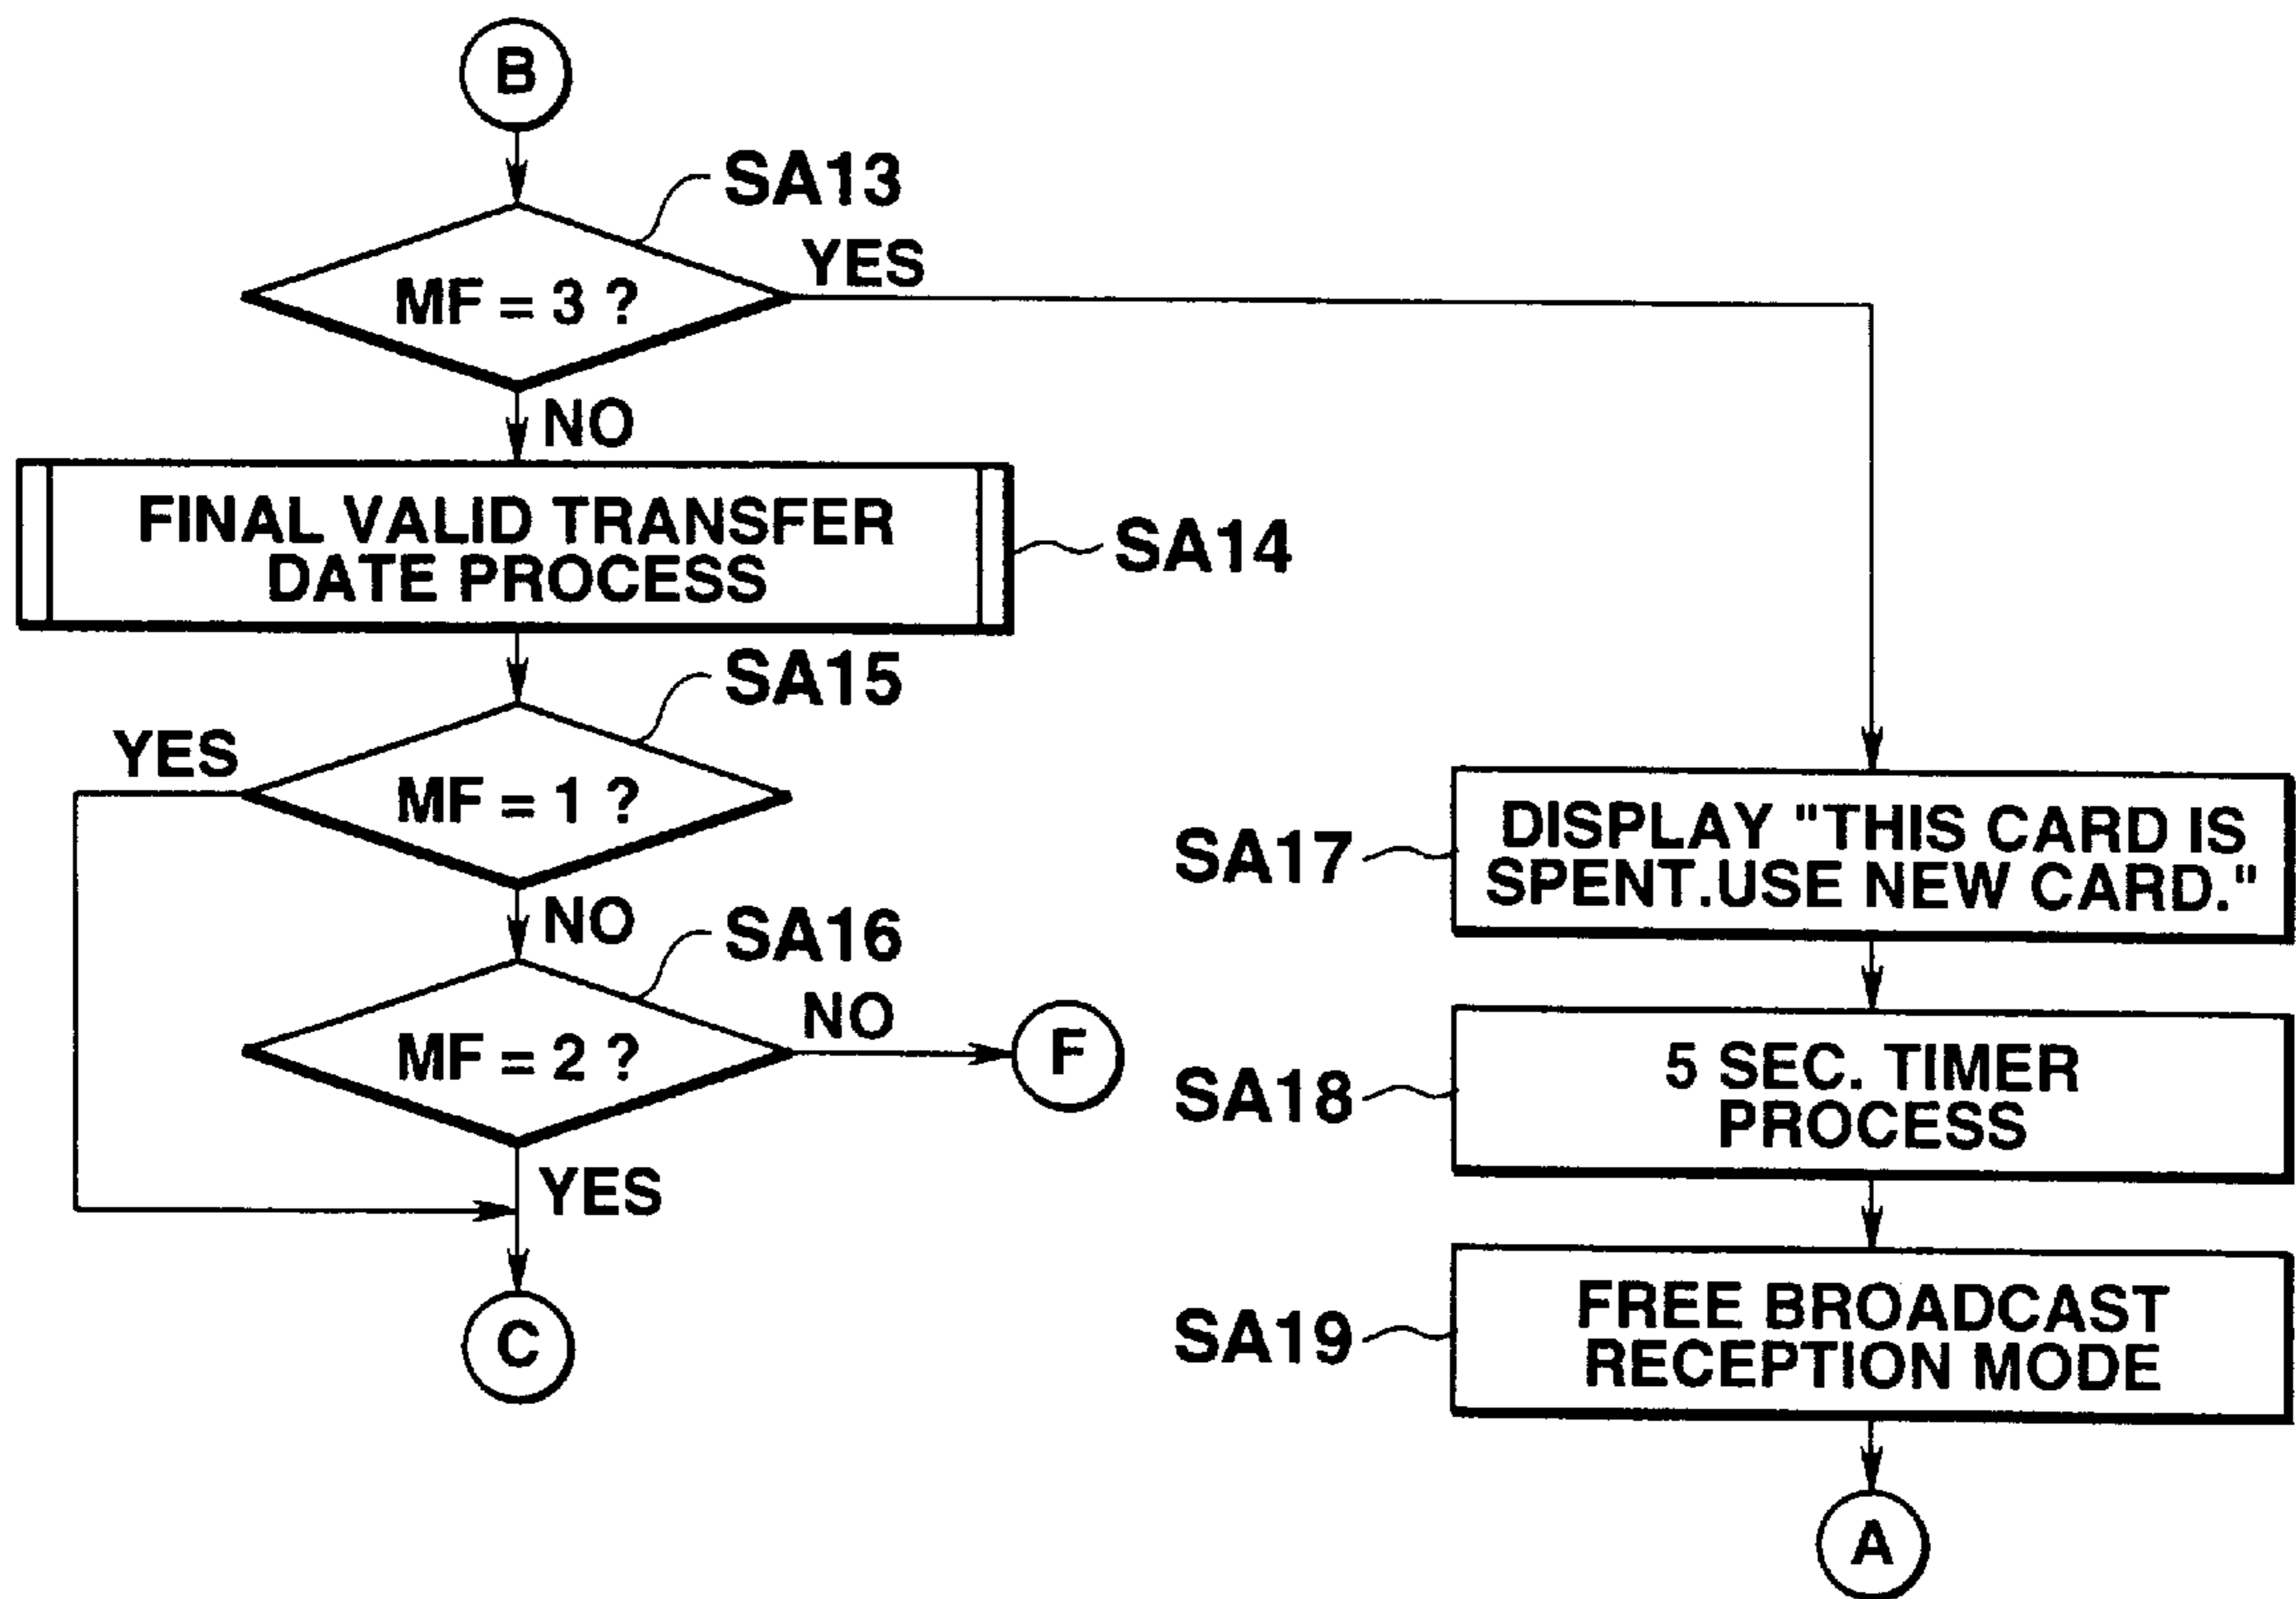 B
SA13
MF = 3 ?
YES
NO
FINAL VALID TRANSFER
DATE PROCESS
SA14
SA15
YES
MF = 1 ?
NO
SA16
MF = 2 ?
NO
F
YES
C
SA17
DISPLAY "THIS CARD IS
SPENT.USE NEW CARD."
SA18
5 SEC. TIMER
PROCESS
SA19
FREE BROADCAST
RECEPTION MODE
A